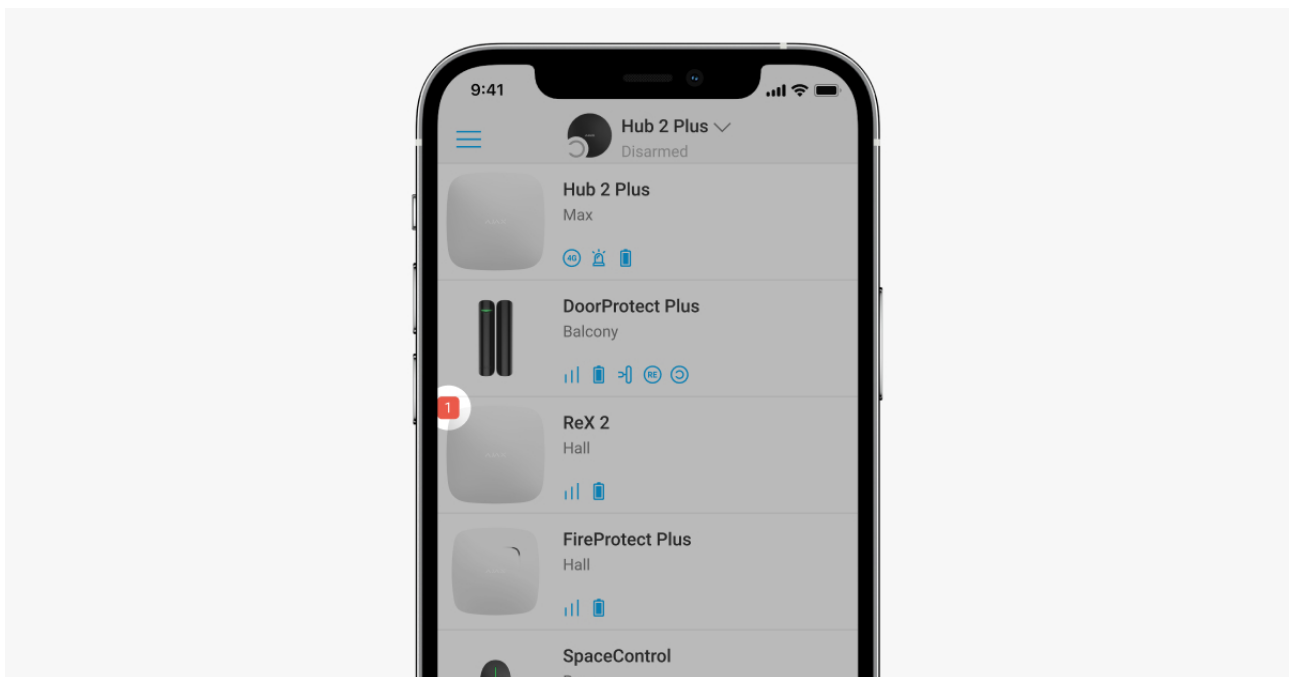 9:41
Hub 2 Plus
Disarmed
Hub 2 Plus
Max
4G
DoorProtect Plus
Balcony
RE
1
ReX 2
Hall
FireProtect Plus
Hall
SpaceControl